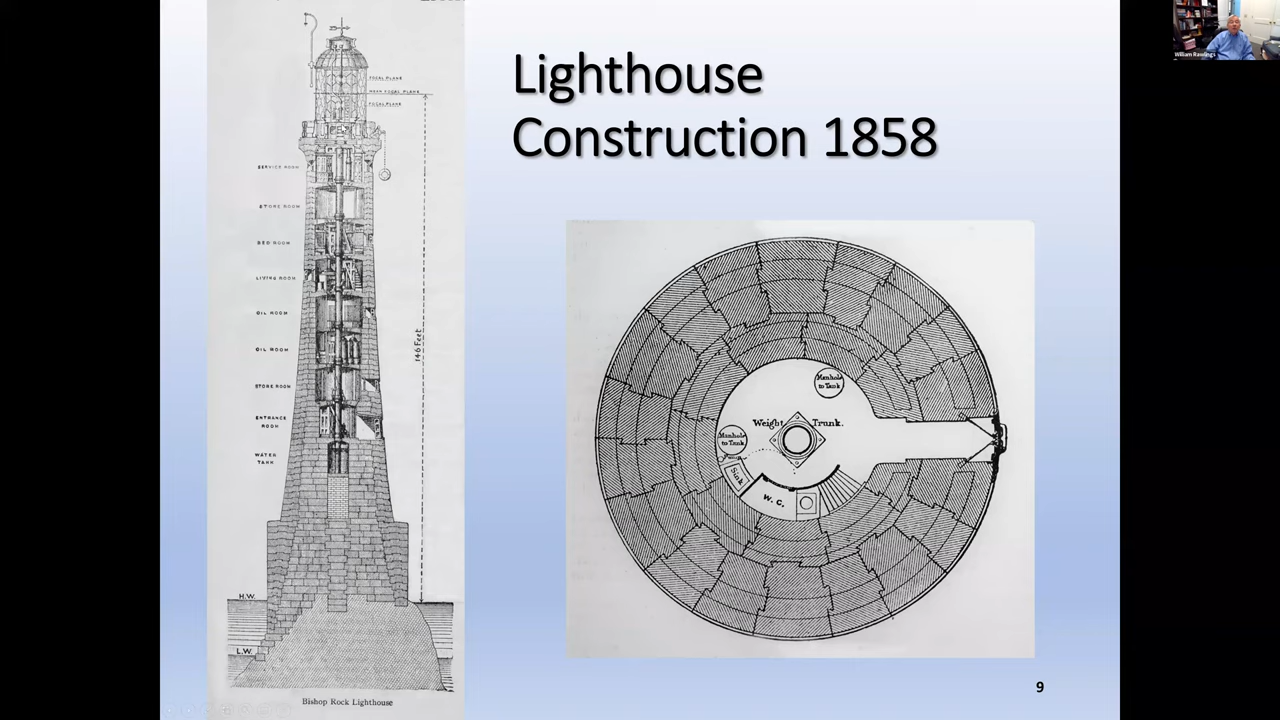 Lighthouse
Construction 1858
FOCAL PLANE
MEAN FOCAL PLANE
FOCAL PLANE
SERVICE ROOM
STORE ROOM
BED ROOM
LIVING ROOM
OIL ROOM
OIL ROOM
STORE ROOM
ENTRANCE
ROOM
WATER
TANK
146 Feet
H.W.
L.W.
Bishop Rock Lighthouse
Manhole
to Tank
Weight Trunk.
Manhole
to Tank
Sink
W. C.
9
William Rawlings